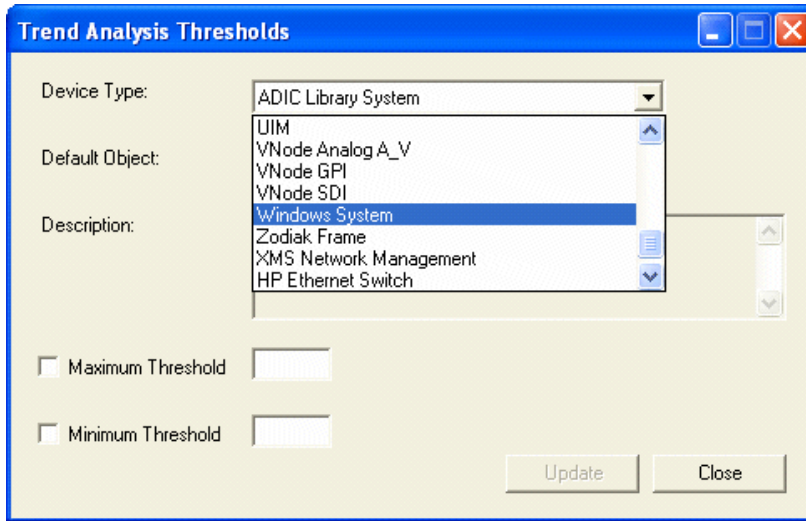 Trend Analysis Thresholds
Device Type:
ADIC Library System
UIM
VNode Analog A_V
Default Object:
VNode GPI
VNode SDI
Windows System
Description:
Zodiak Frame
XMS Network Management
HP Ethernet Switch
Maximum Threshold
Minimum Threshold
Update
Close